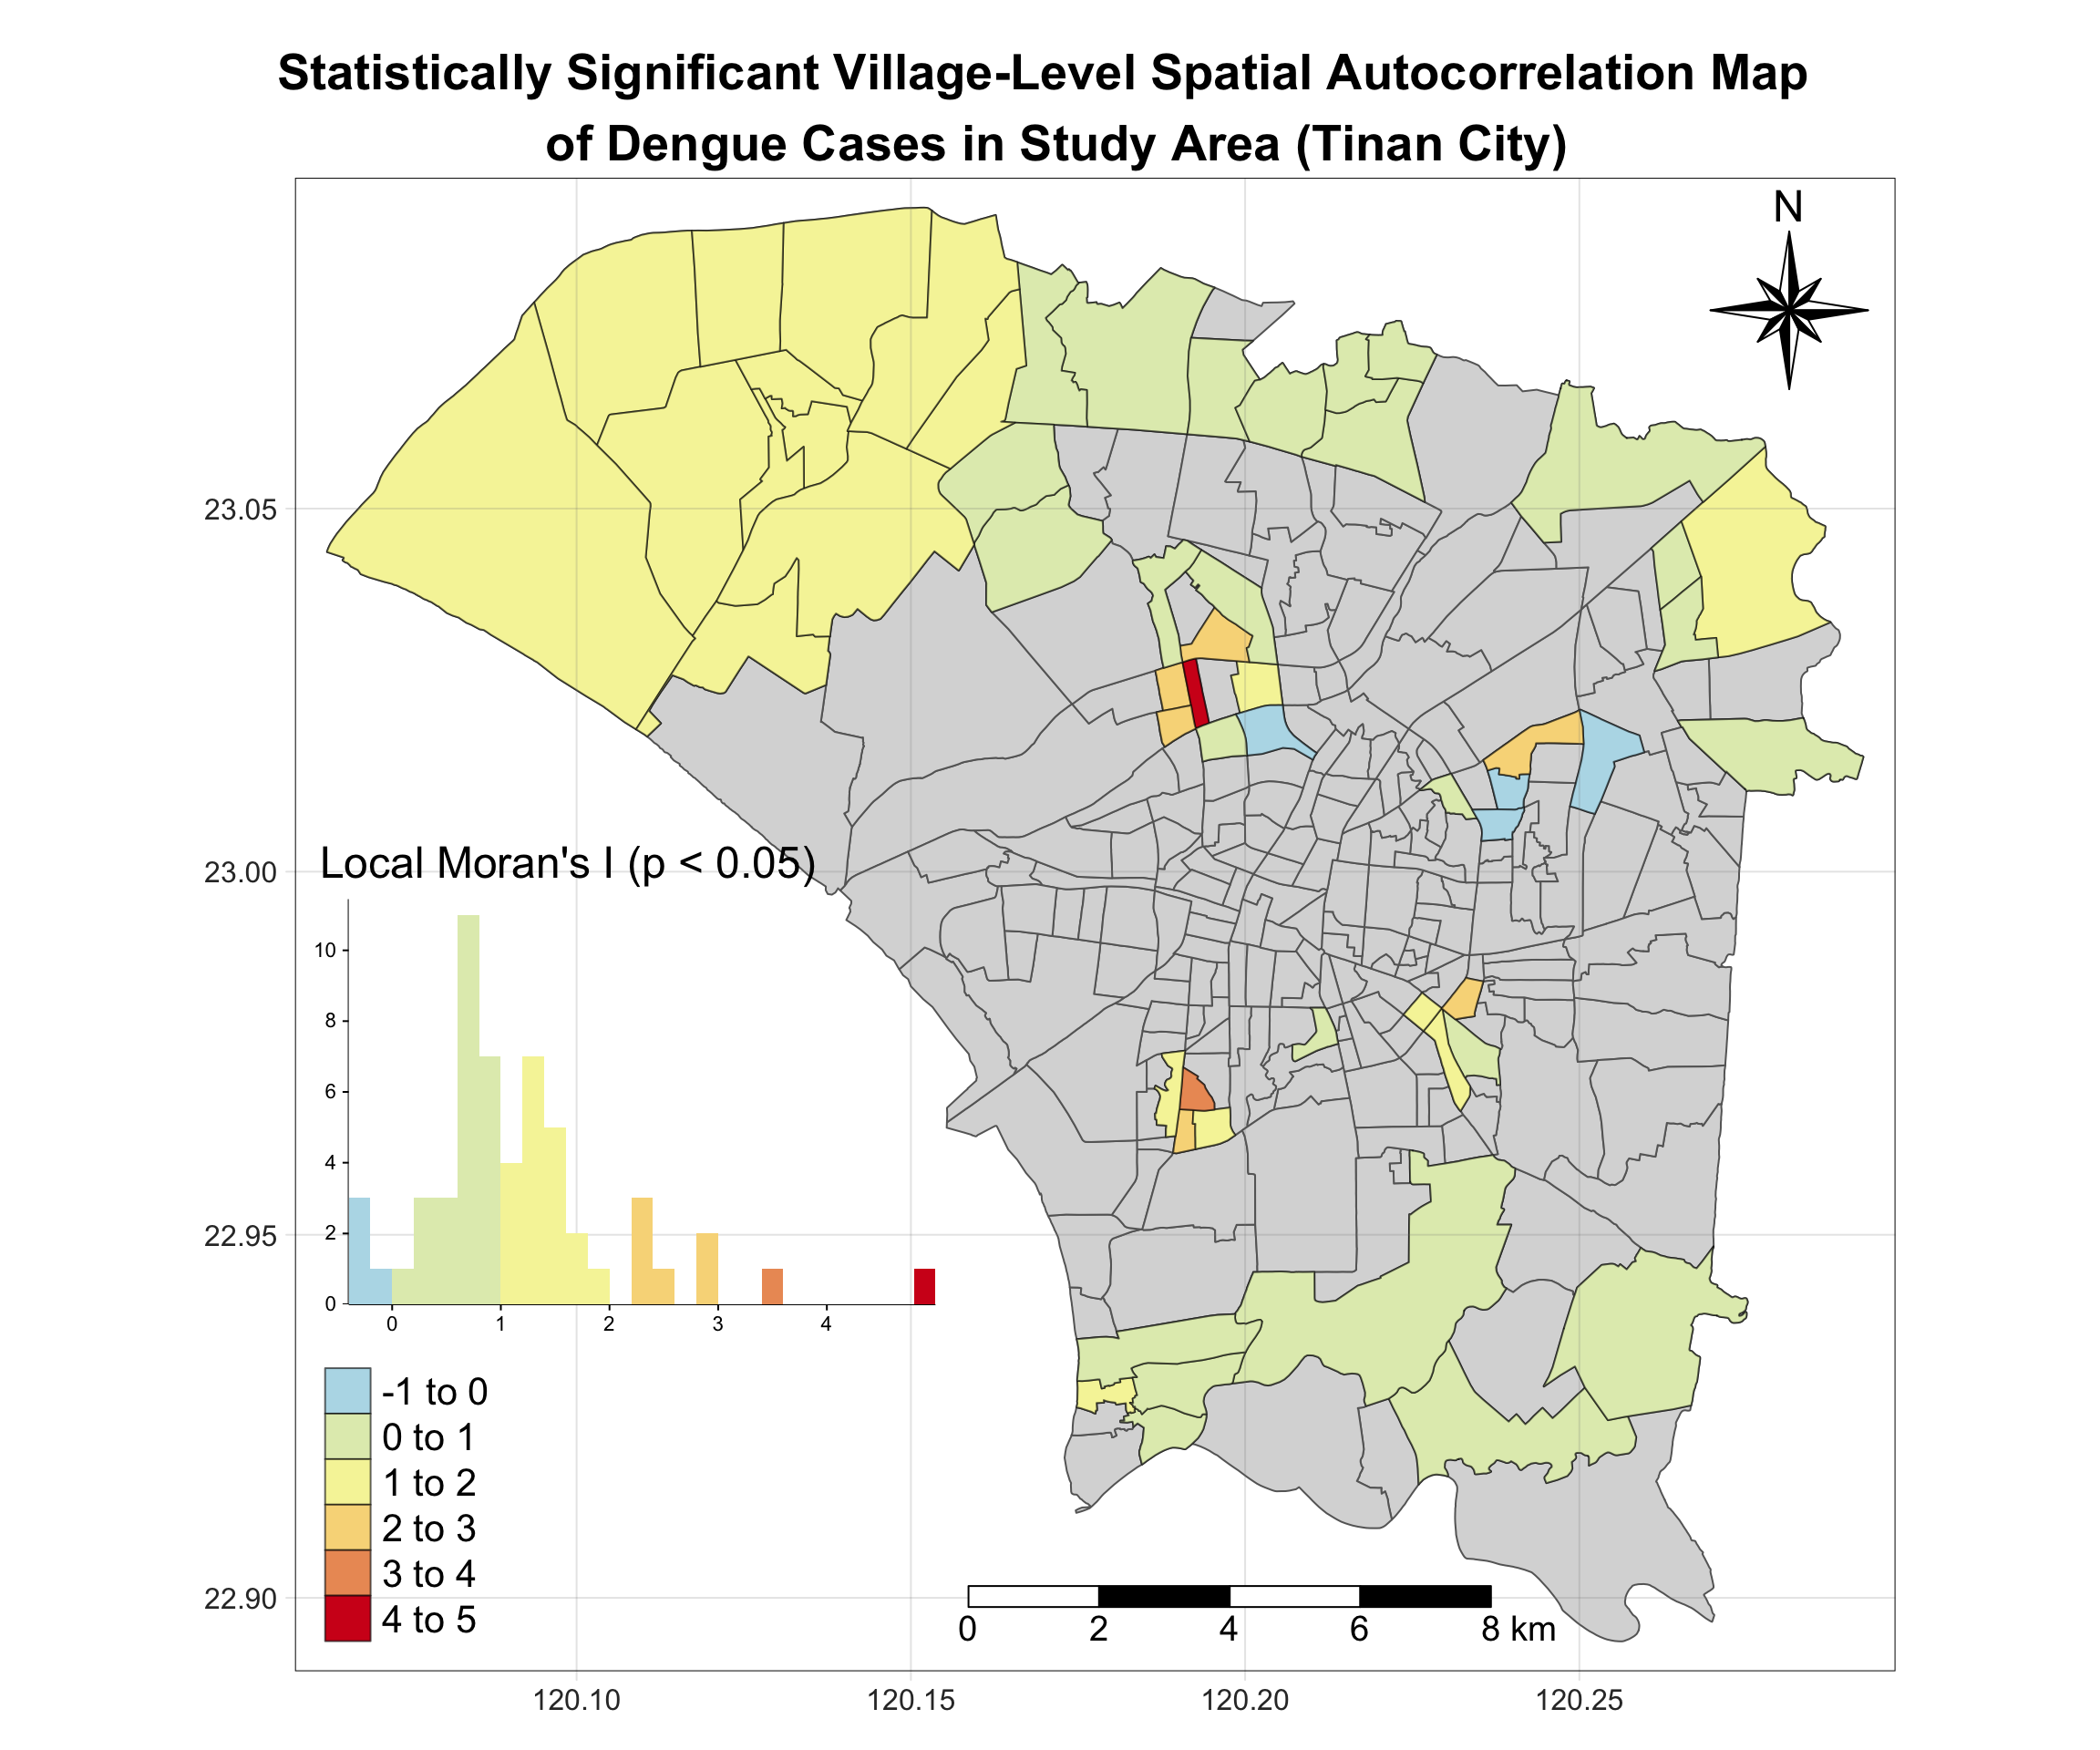 Statistically Significant Village-Level Spatial Autocorrelation Map
of Dengue Cases in Study Area (Tinan City)
N
23.05
23.00
22.95
22.90
Local Moran's I (p < 0.05)
10
8
6
4
2
0
0 1 2 3 4
-1 to 0
0 to 1
1 to 2
2 to 3
3 to 4
4 to 5
0 2 4 6 8 km
120.10 120.15 120.20 120.25